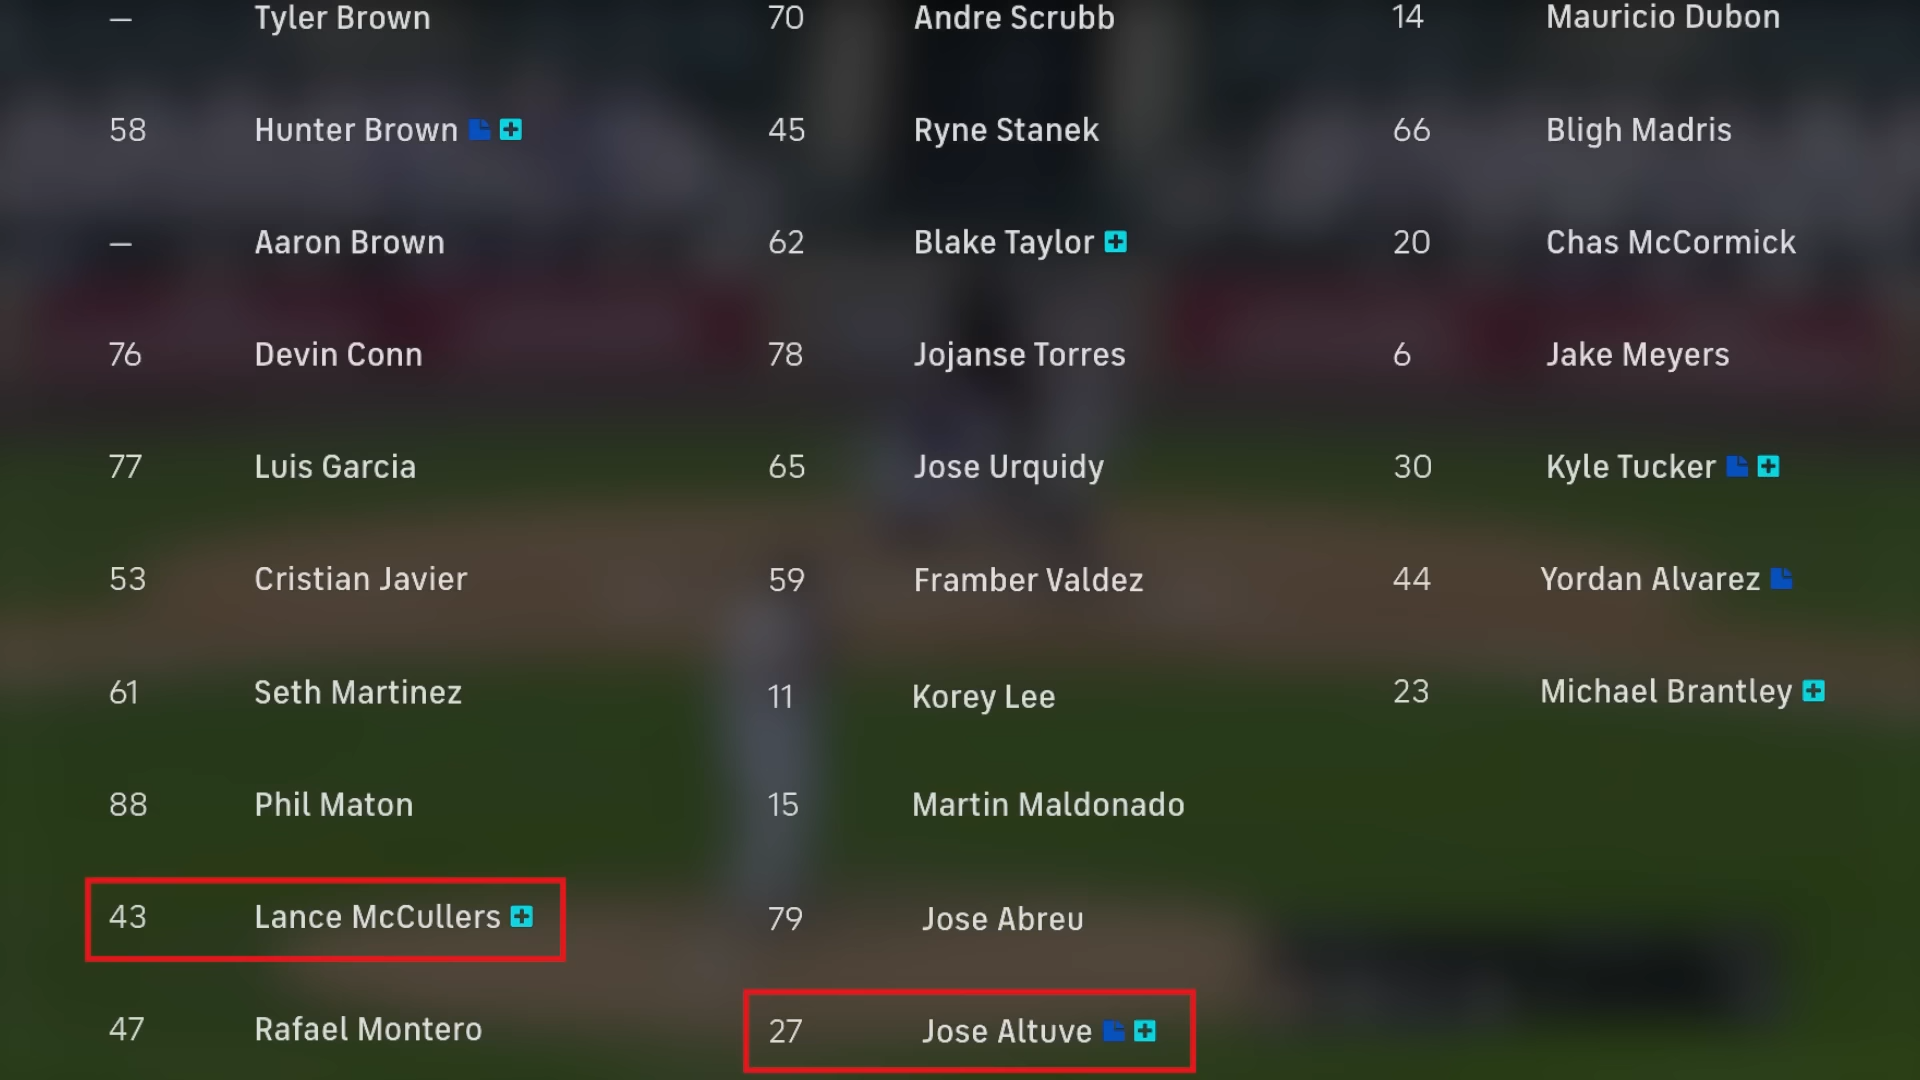 — Tyler Brown
58 Hunter Brown
— Aaron Brown
76 Devin Conn
77 Luis Garcia
53 Cristian Javier
61 Seth Martinez
88 Phil Maton
43 Lance McCullers
47 Rafael Montero
70 Andre Scrubb
45 Ryne Stanek
62 Blake Taylor
78 Jojanse Torres
65 Jose Urquidy
59 Framber Valdez
11 Korey Lee
15 Martin Maldonado
79 Jose Abreu
27 Jose Altuve
14 Mauricio Dubon
66 Bligh Madris
20 Chas McCormick
6 Jake Meyers
30 Kyle Tucker
44 Yordan Alvarez
23 Michael Brantley